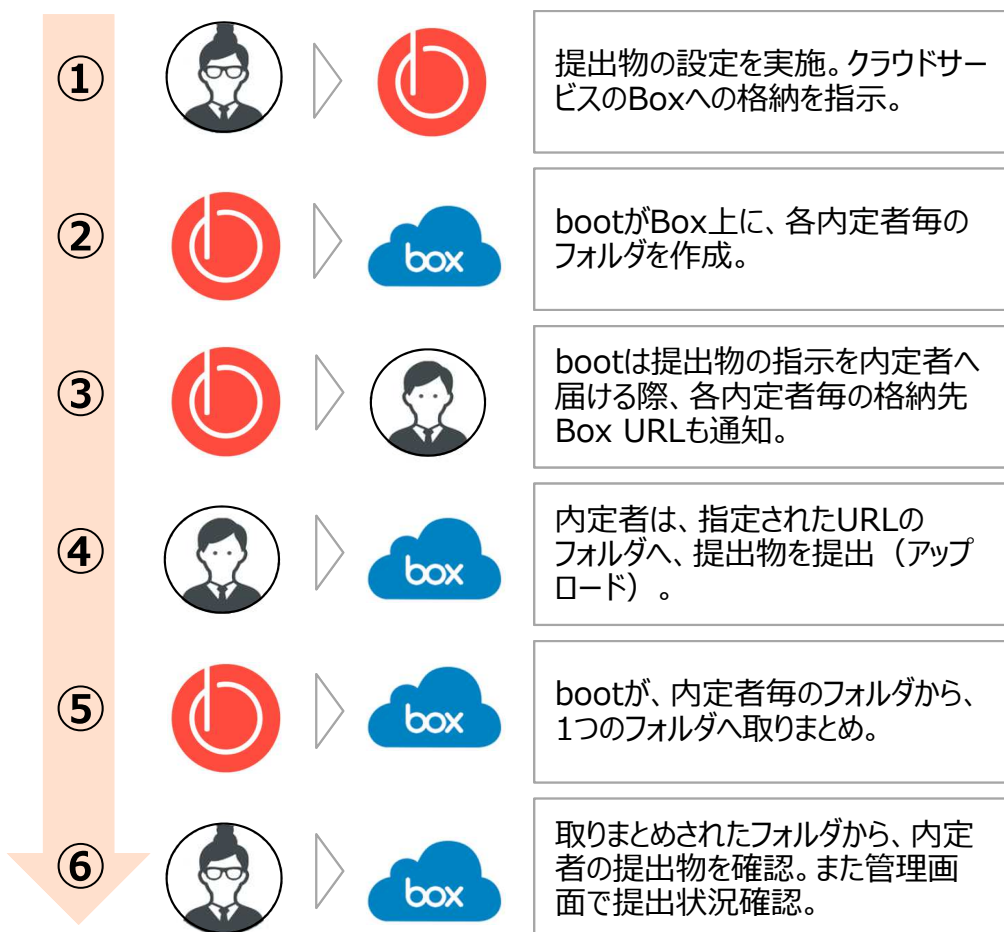 ①
提出物の設定を実施。クラウドサー
ビスのBoxへの格納を指示。
②
box
bootがBox上に、各内定者毎の
フォルダを作成。
③
bootは提出物の指示を内定者へ
届ける際、各内定者毎の格納先
Box URLも通知。
④
box
内定者は、指定されたURLの
フォルダへ、提出物を提出（アップ
ロード）。
⑤
box
bootが、内定者毎のフォルダから、
1つのフォルダへ取りまとめ。
⑥
box
取りまとめされたフォルダから、内定
者の提出物を確認。また管理画
面で提出状況確認。